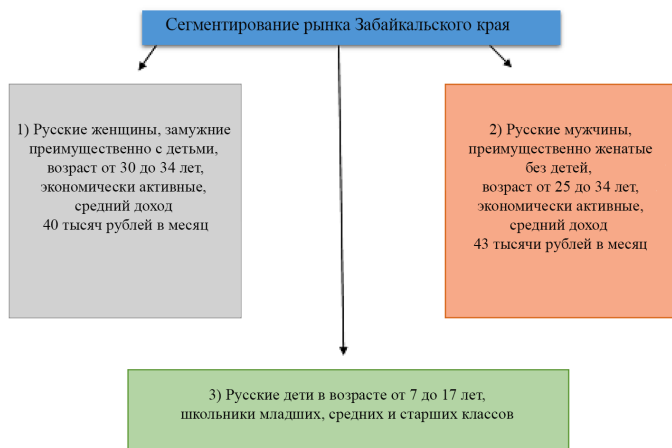 Сегментирование рынка Забайкальского края
1) Русские женщины, замужние
преимущественно с детьми,
возраст от 30 до 34 лет,
экономически активные,
средний доход
40 тысяч рублей в месяц
2) Русские мужчины,
преимущественно женатые
без детей,
возраст от 25 до 34 лет,
экономически активные,
средний доход
43 тысячи рублей в месяц
3) Русские дети в возрасте от 7 до 17 лет,
школьники младших, средних и старших классов